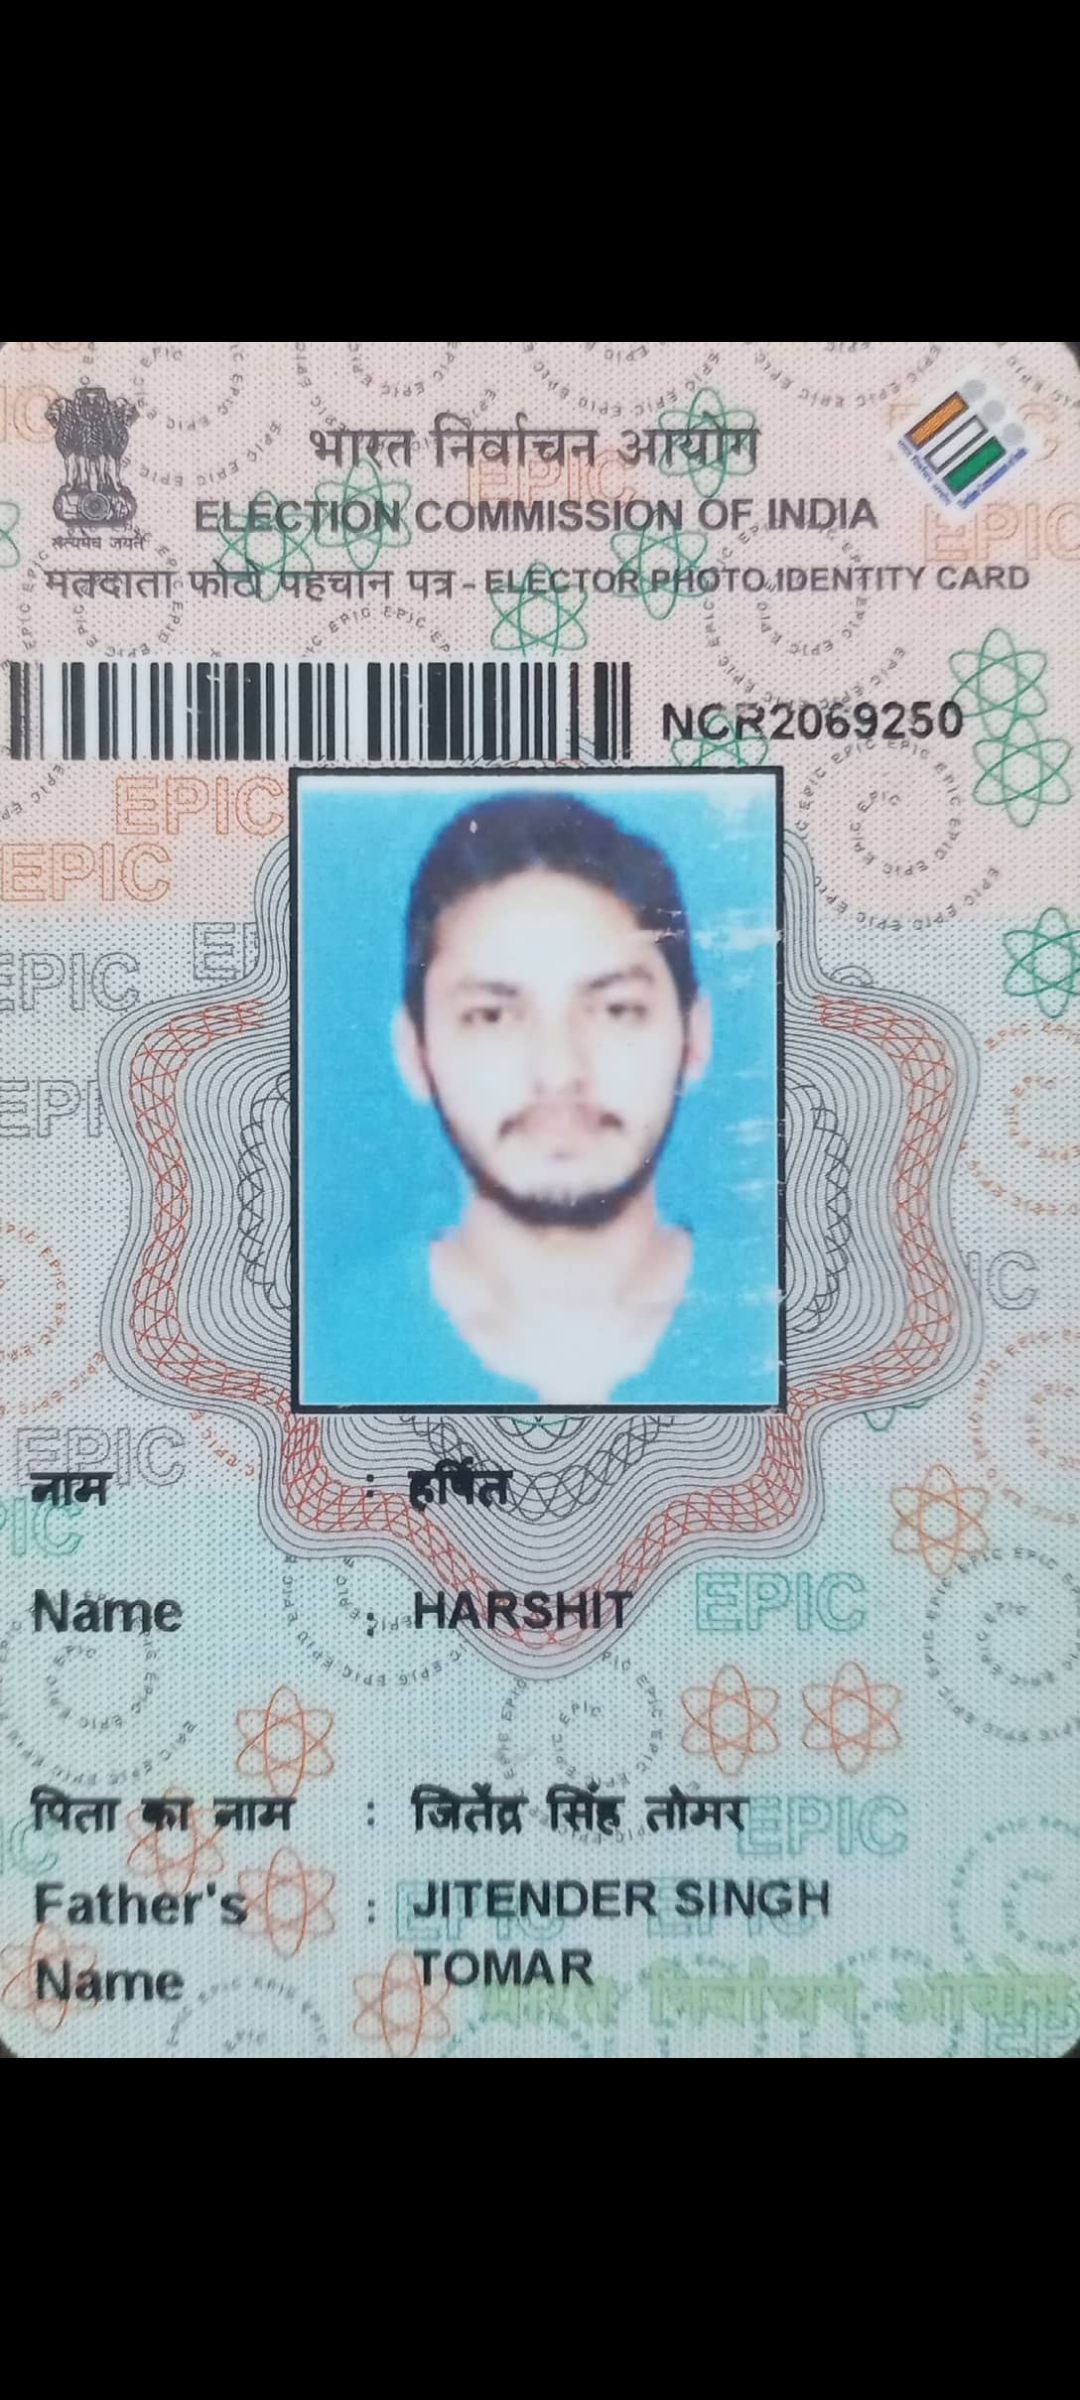 भारत निर्वाचन आयोग
ELECTION COMMISSION OF INDIA
सत्यमेव जयते
मतदाता फोटो पहचान पत्र - ELECTOR PHOTO IDENTITY CARD
NCR2069250
नाम : हर्षित
Name : HARSHIT
पिता का नाम : जितेंद्र सिंह तोमर
Father's : JITENDER SINGH
Name TOMAR
भारत निर्वाचन आयोग
EPIC